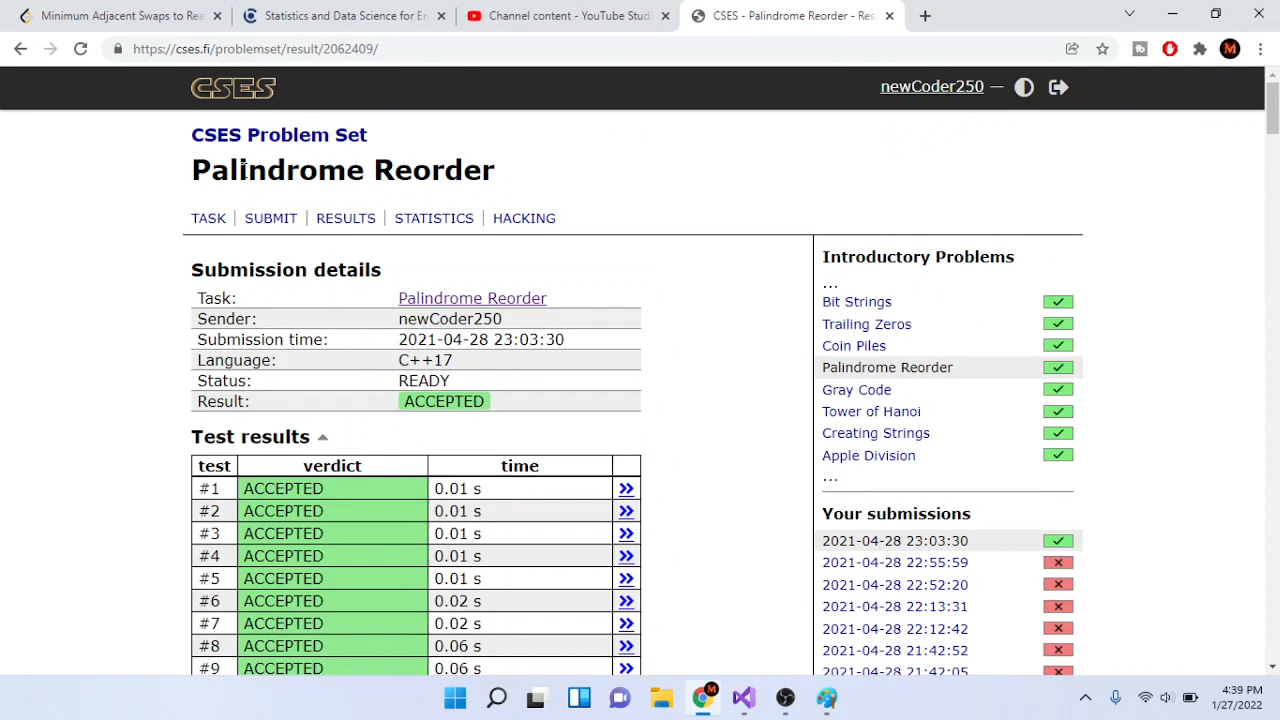 Minimum Adjacent Swaps to Rea
Statistics and Data Science for En
Channel content - YouTube Studi
CSES - Palindrome Reorder - Res
https://cses.fi/problemset/result/2062409/
CSES
newCoder250 —
CSES Problem Set
Palindrome Reorder
TASK | SUBMIT | RESULTS | STATISTICS | HACKING
Submission details
Task: Palindrome Reorder
Sender: newCoder250
Submission time: 2021-04-28 23:03:30
Language: C++17
Status: READY
Result: ACCEPTED
Test results
test verdict time
#1 ACCEPTED 0.01 s »
#2 ACCEPTED 0.01 s »
#3 ACCEPTED 0.01 s »
#4 ACCEPTED 0.01 s »
#5 ACCEPTED 0.01 s »
#6 ACCEPTED 0.02 s »
#7 ACCEPTED 0.02 s »
#8 ACCEPTED 0.06 s »
#9 ACCEPTED 0.06 s »
Introductory Problems
...
Bit Strings
Trailing Zeros
Coin Piles
Palindrome Reorder
Gray Code
Tower of Hanoi
Creating Strings
Apple Division
...
Your submissions
2021-04-28 23:03:30
2021-04-28 22:55:59
2021-04-28 22:52:20
2021-04-28 22:13:31
2021-04-28 22:12:42
2021-04-28 21:42:52
2021-04-28 21:42:05
4:39 PM
1/27/2022